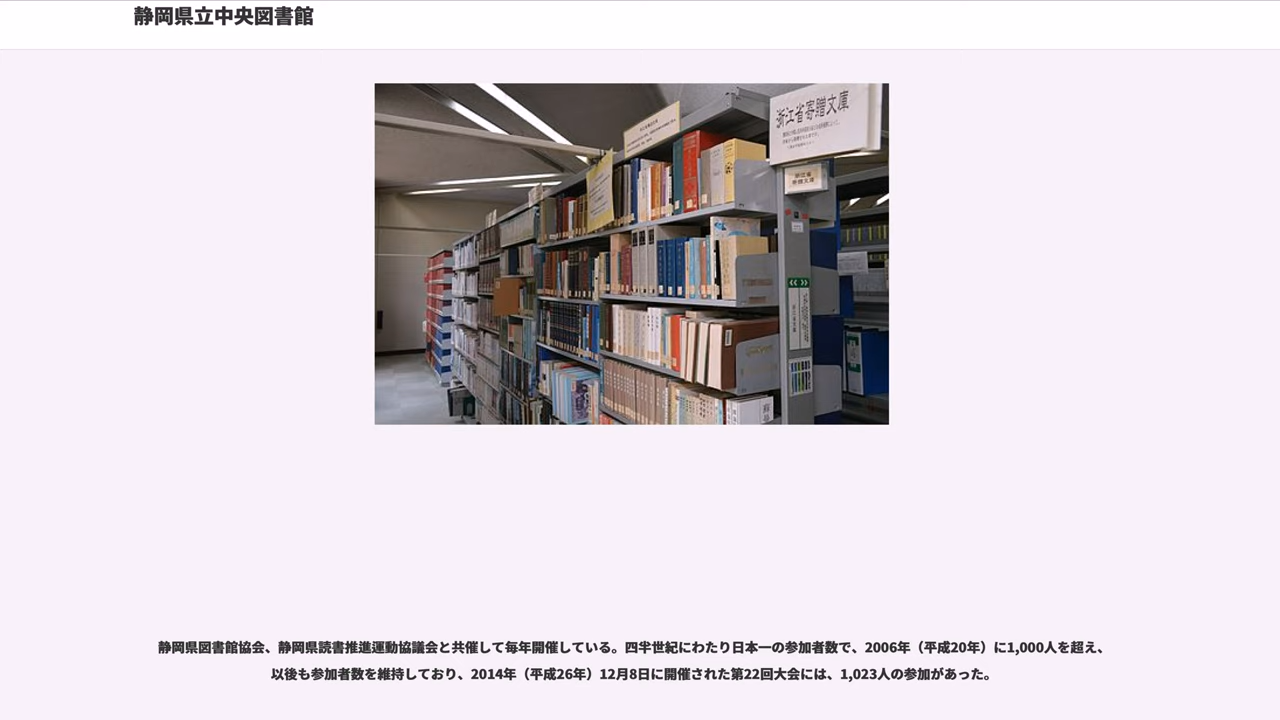 静岡県立中央図書館
浙江省寄贈文庫
浙江省
寄贈文庫
静岡県図書館協会、静岡県読書推進運動協議会と共催して毎年開催している。四半世紀にわたり日本一の参加者数で、2006年（平成20年）に1,000人を超え、
以後も参加者数を維持しており、2014年（平成26年）12月8日に開催された第22回大会には、1,023人の参加があった。